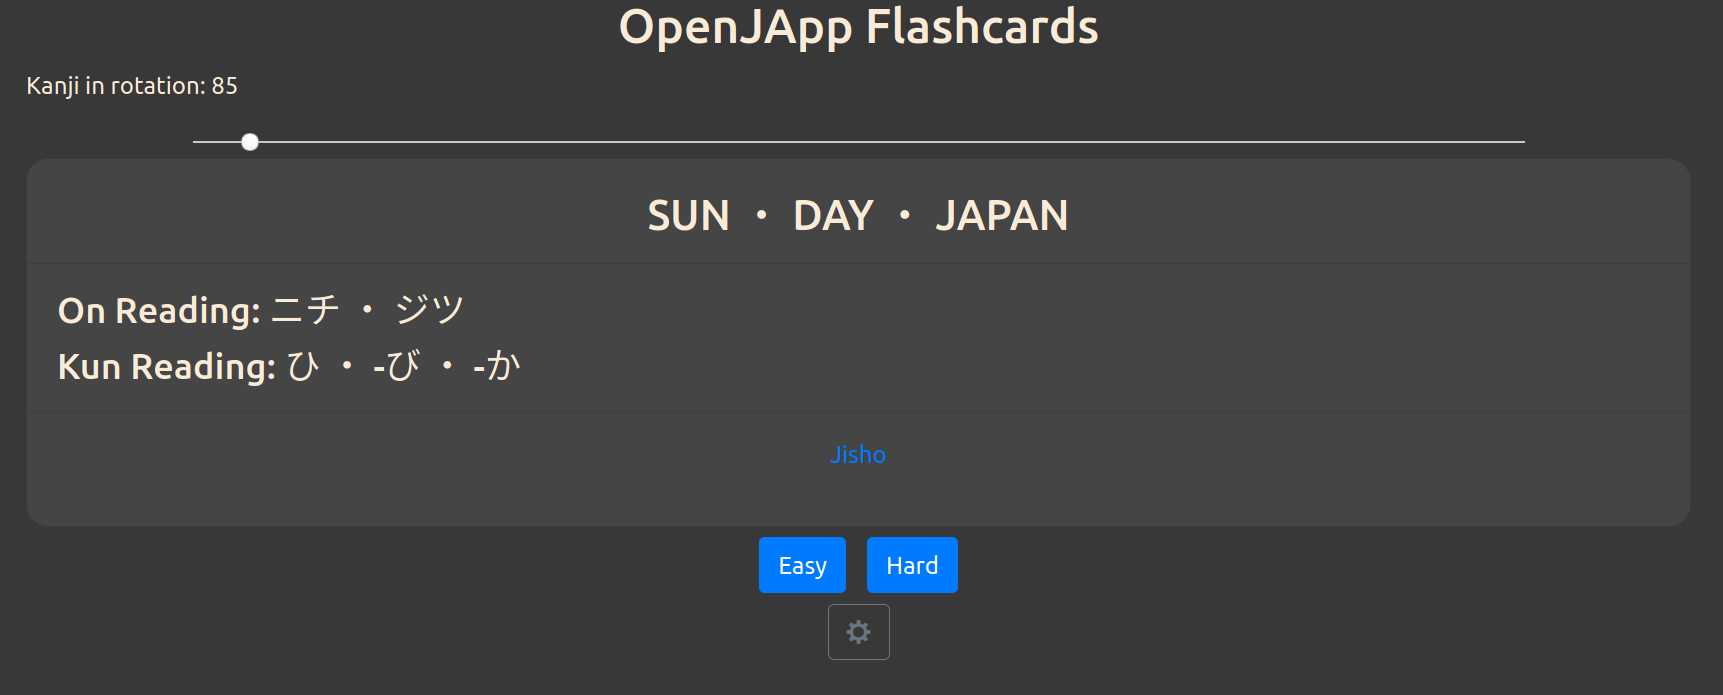 OpenJApp Flashcards
Kanji in rotation: 85
SUN ・ DAY ・ JAPAN
On Reading: ニチ ・ ジツ
Kun Reading: ひ ・ -び ・ -か
Jisho
Easy Hard